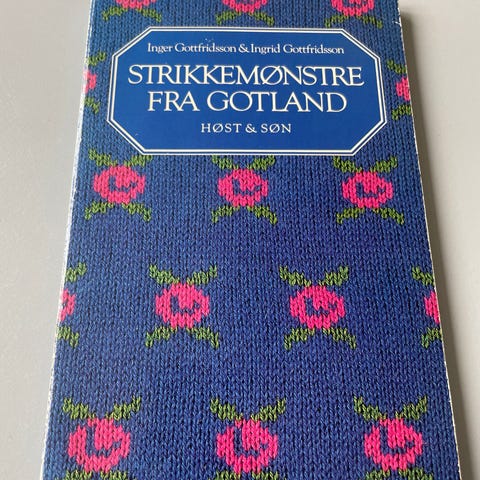 Inger Gottfridsson & Ingrid Gottfridsson
STRIKKEMØNSTRE
FRA GOTLAND
HØST & SØN